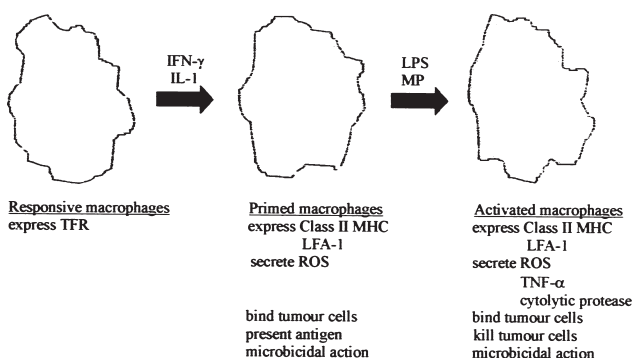 IFN-γ
IL-1
LPS
MP
Responsive macrophages
express TFR
Primed macrophages
express Class II MHC
LFA-1
secrete ROS
bind tumour cells
present antigen
microbicidal action
Activated macrophages
express Class II MHC
LFA-1
secrete ROS
TNF-α
cytolytic protease
bind tumour cells
kill tumour cells
microbicidal action